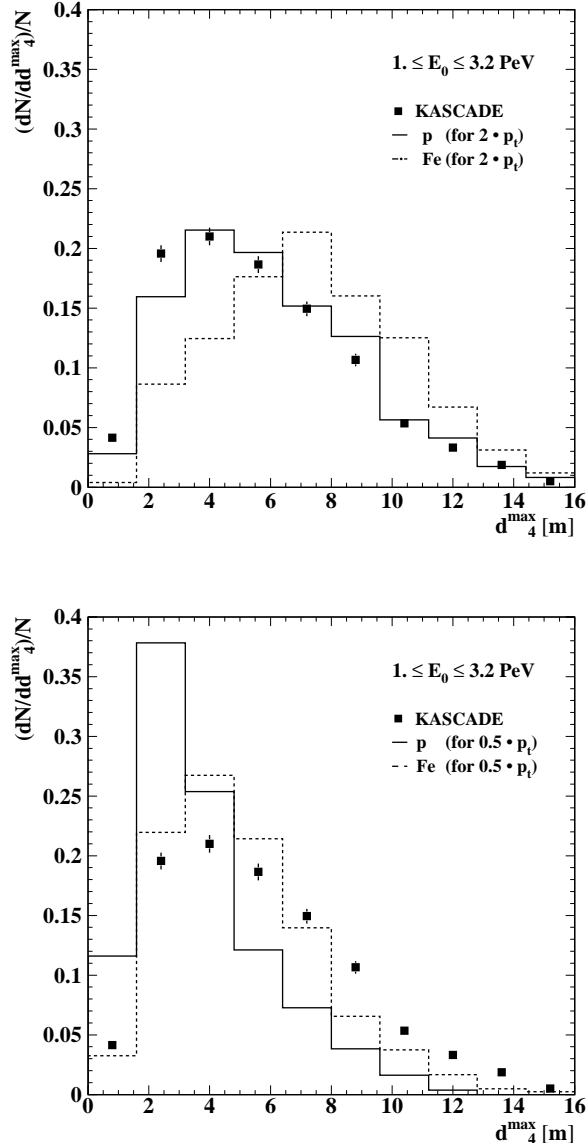 (dN/dd^max_4)/N
0.4
0.35
0.3
0.25
0.2
0.15
0.1
0.05
0
1. ≤ E_0 ≤ 3.2 PeV
KASCADE
p (for 2 • p_t)
Fe (for 2 • p_t)
0 2 4 6 8 10 12 14 16
d^max_4 [m]
(dN/dd^max_4)/N
0.4
0.35
0.3
0.25
0.2
0.15
0.1
0.05
0
1. ≤ E_0 ≤ 3.2 PeV
KASCADE
p (for 0.5 • p_t)
Fe (for 0.5 • p_t)
0 2 4 6 8 10 12 14 16
d^max_4 [m]